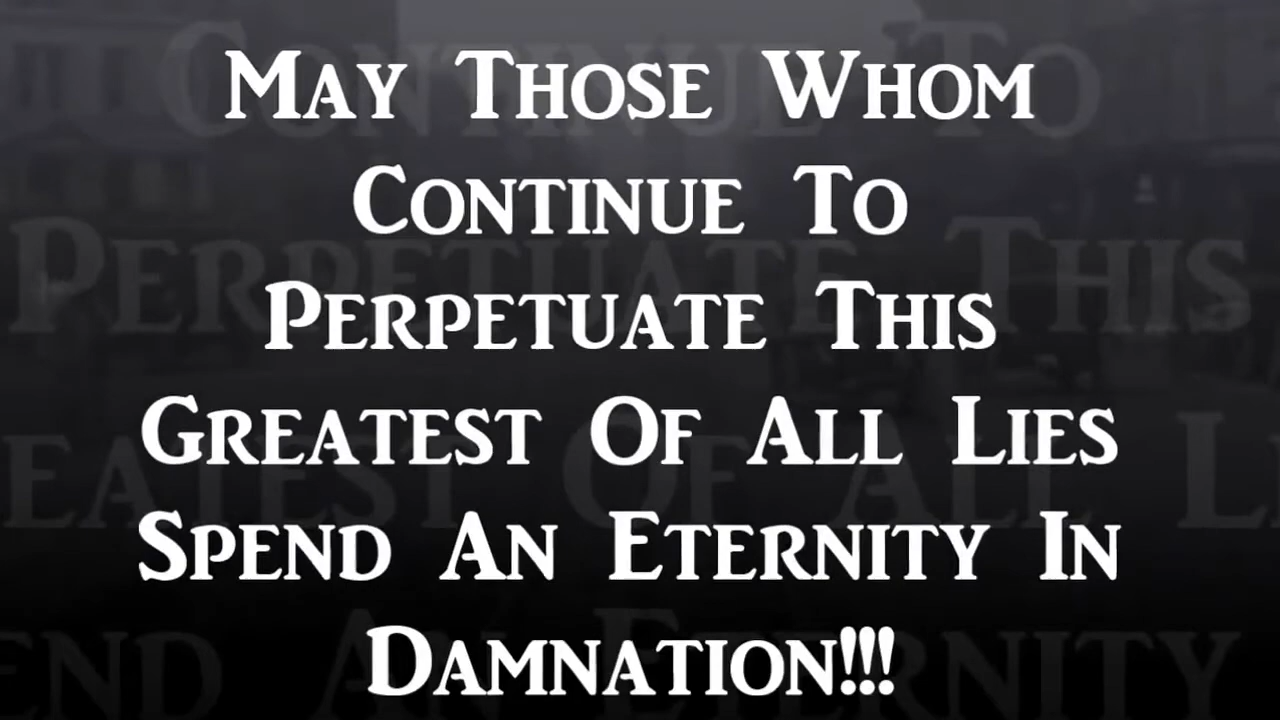 May Those Whom
Continue To
Perpetuate This
Greatest Of All Lies
Spend An Eternity In
Damnation!!!